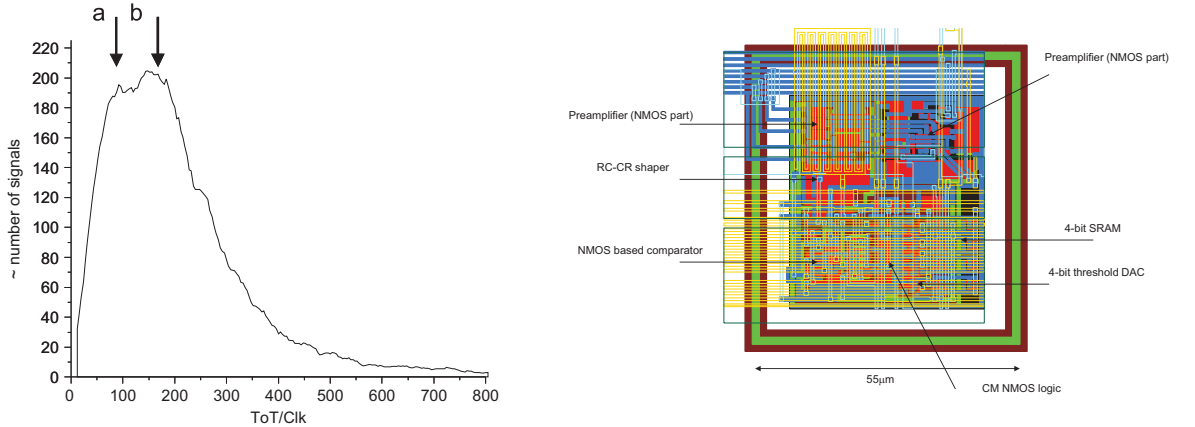 a b
220
200
180
160
140
120
100
80
60
40
20
0
~ number of signals
0 100 200 300 400 500 600 700 800
ToT/Clk
Preamplifier (NMOS part)
Preamplifier (NMOS part)
RC-CR shaper
4-bit SRAM
NMOS based comparator
4-bit threshold DAC
55μm
CM NMOS logic